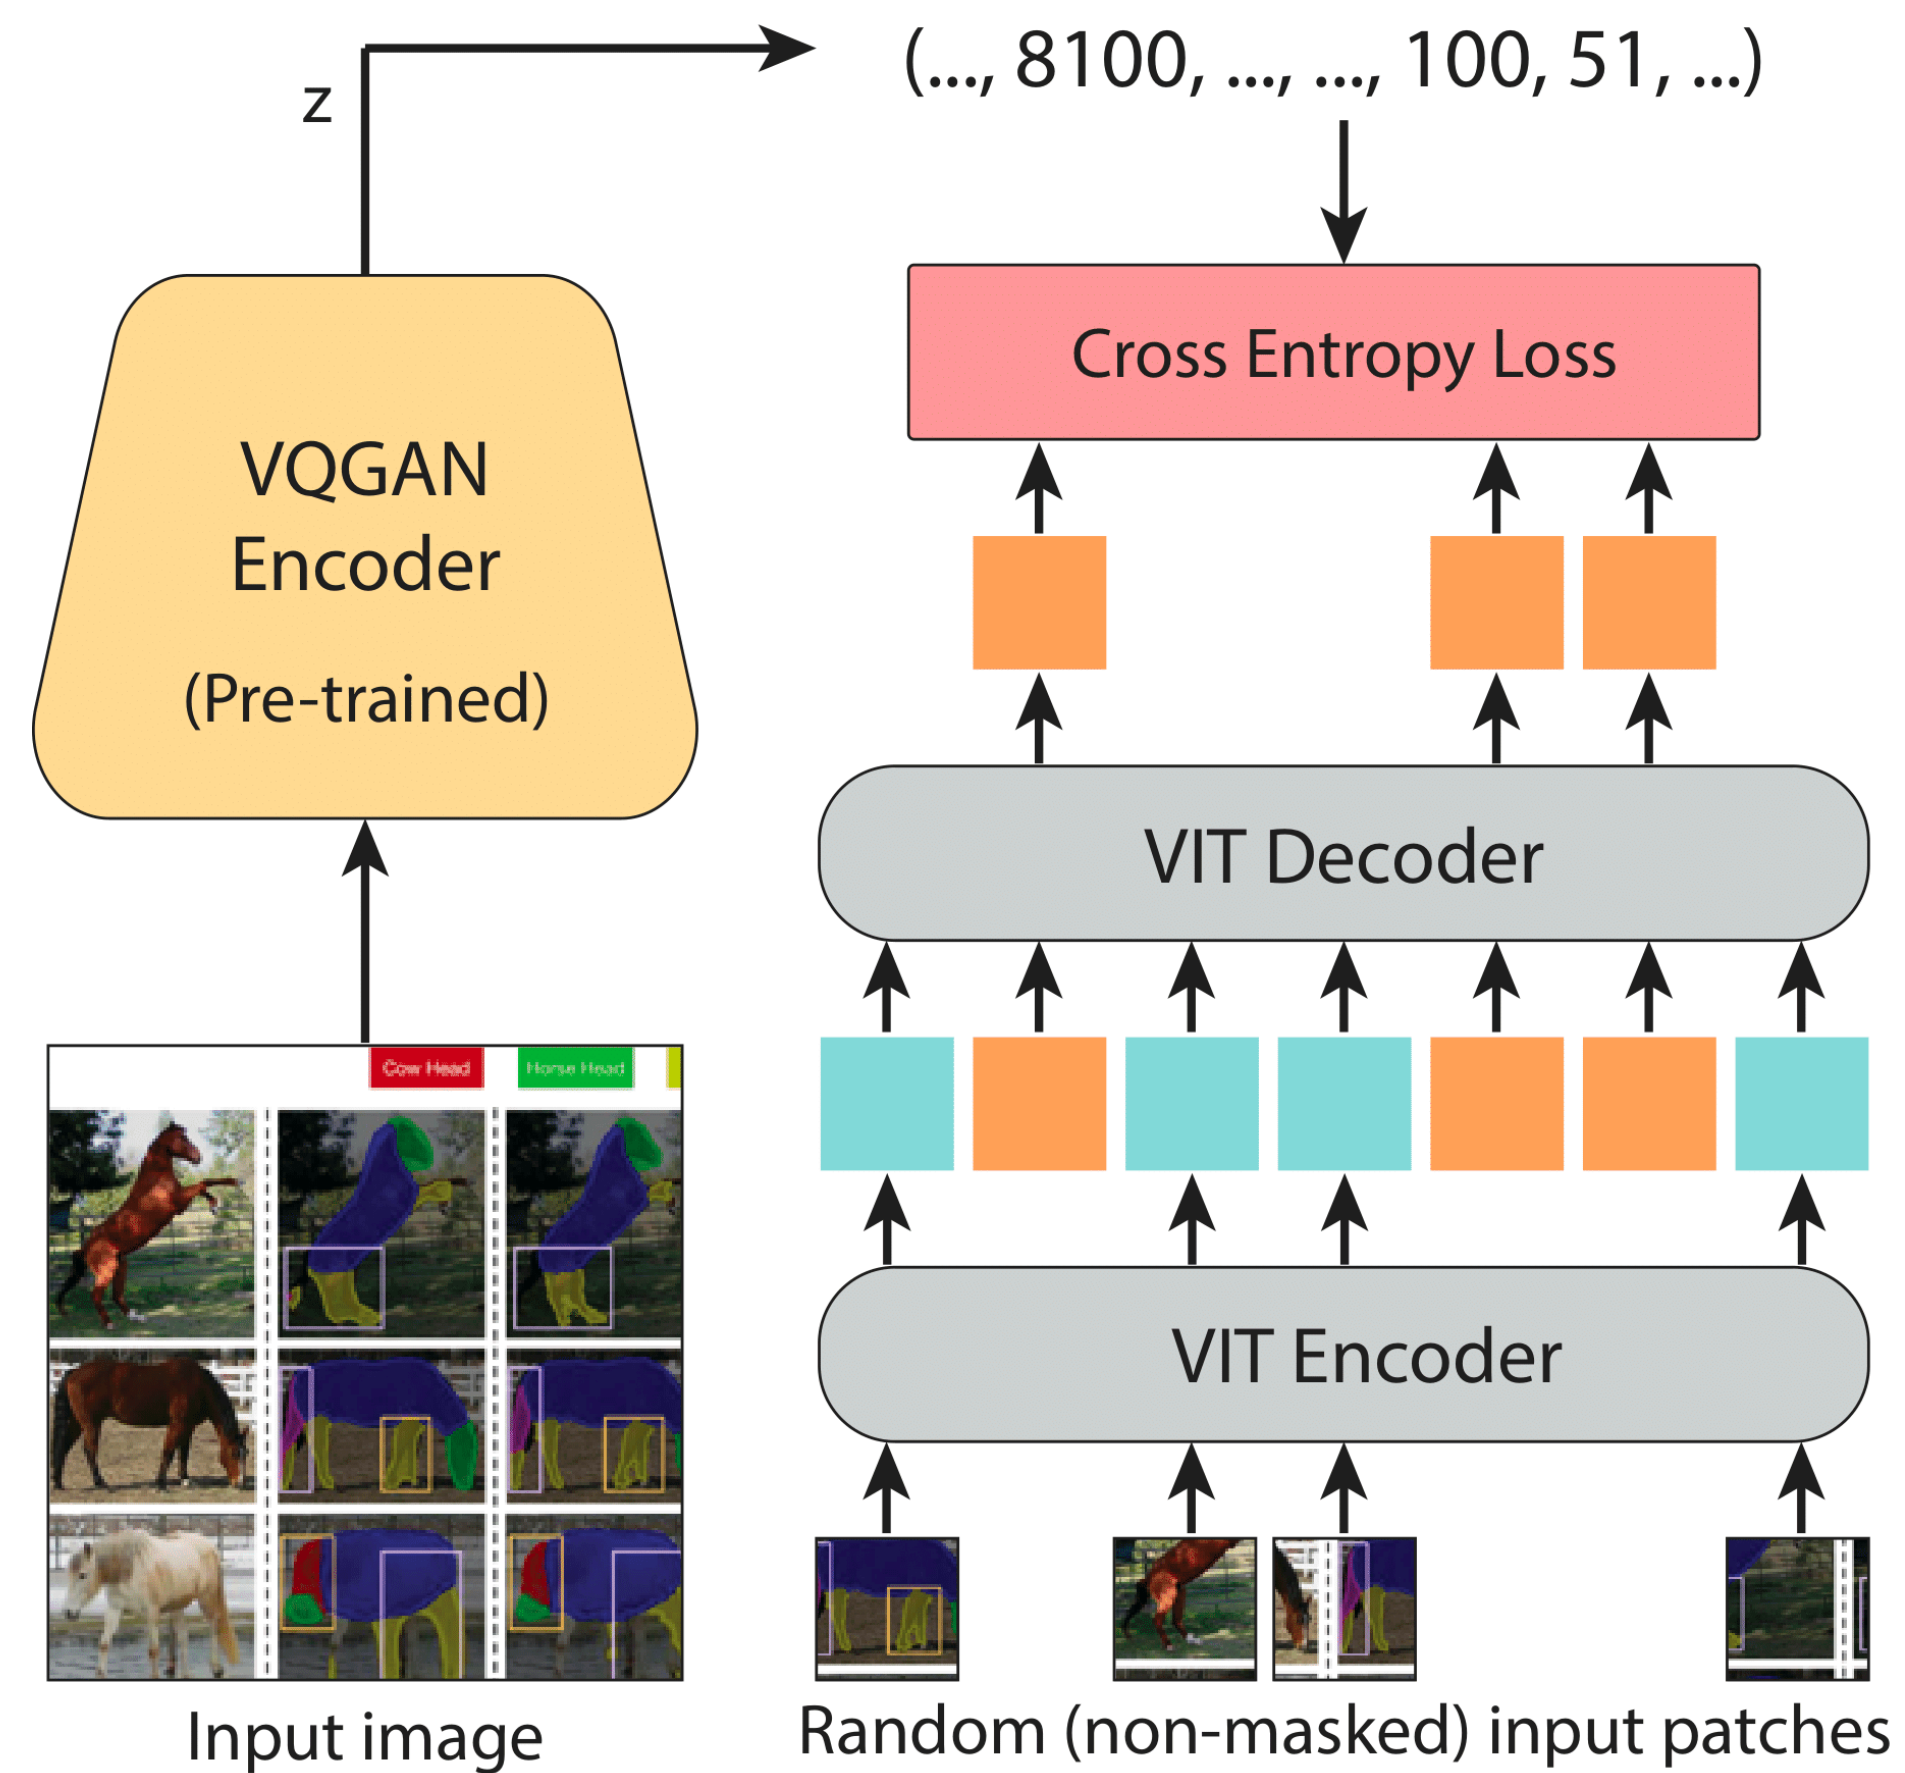 z
(..., 8100, ..., ..., 100, 51, ...)
Cross Entropy Loss
VQGAN
Encoder
(Pre-trained)
VIT Decoder
VIT Encoder
Cow Head
Horse Head
Input image
Random (non-masked) input patches